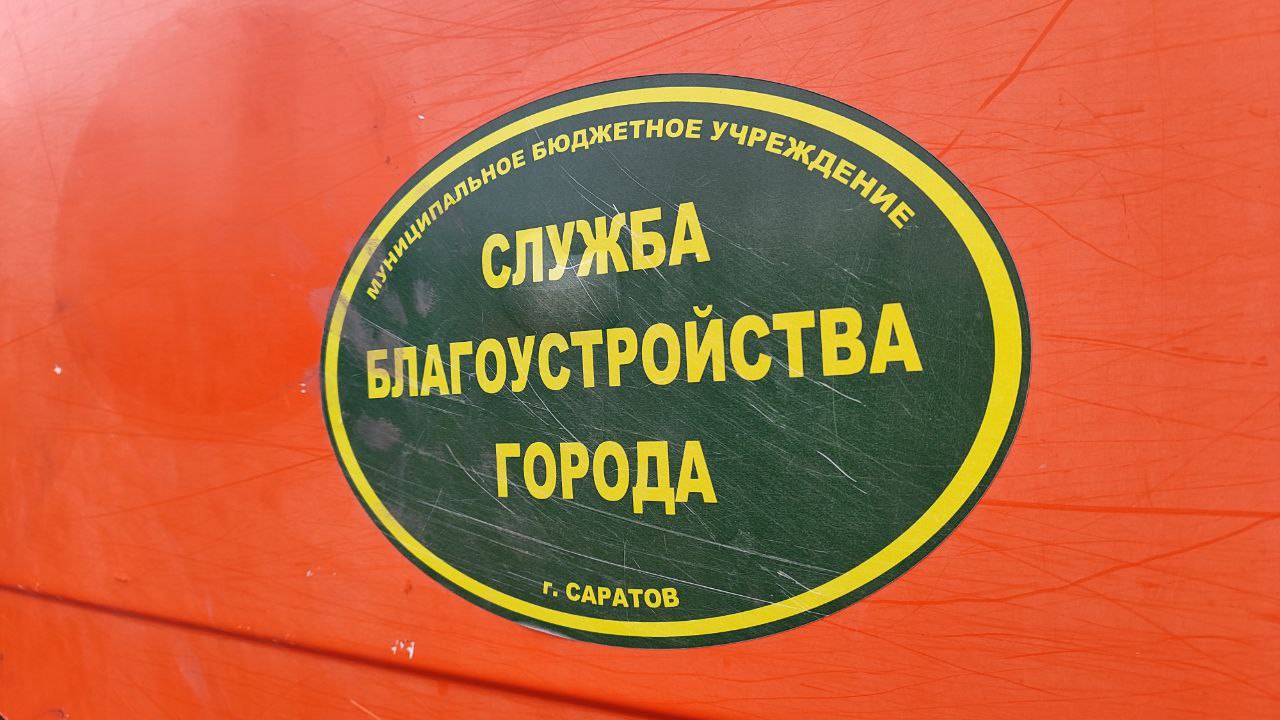 МУНИЦИПАЛЬНОЕ БЮДЖЕТНОЕ УЧРЕЖДЕНИЕ
СЛУЖБА
БЛАГОУСТРОЙСТВА
ГОРОДА
г. САРАТОВ